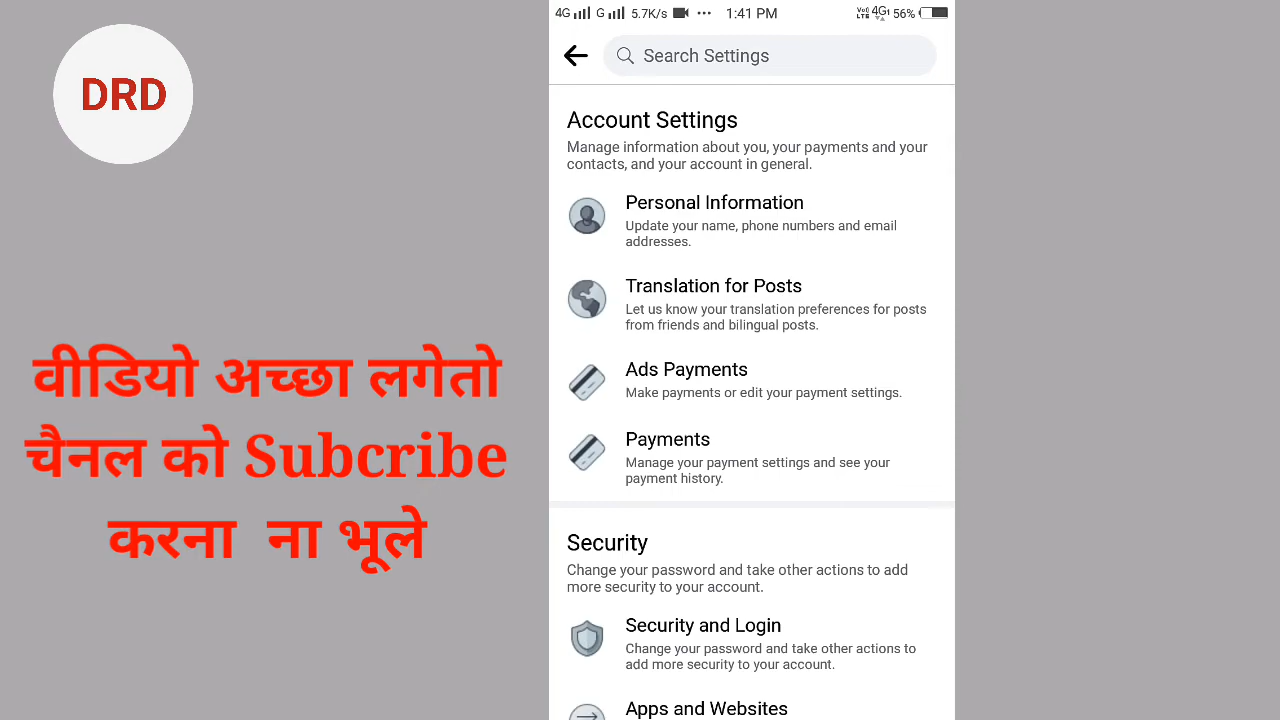 DRD
वीडियो अच्छा लगेतो
चैनल को Subcribe
करना ना भूले
4G G 5.7K/s ••• 1:41 PM VoLTE 4G 56%
Search Settings
Account Settings
Manage information about you, your payments and your
contacts, and your account in general.
Personal Information
Update your name, phone numbers and email
addresses.
Translation for Posts
Let us know your translation preferences for posts
from friends and bilingual posts.
Ads Payments
Make payments or edit your payment settings.
Payments
Manage your payment settings and see your
payment history.
Security
Change your password and take other actions to add
more security to your account.
Security and Login
Change your password and take other actions to
add more security to your account.
Apps and Websites